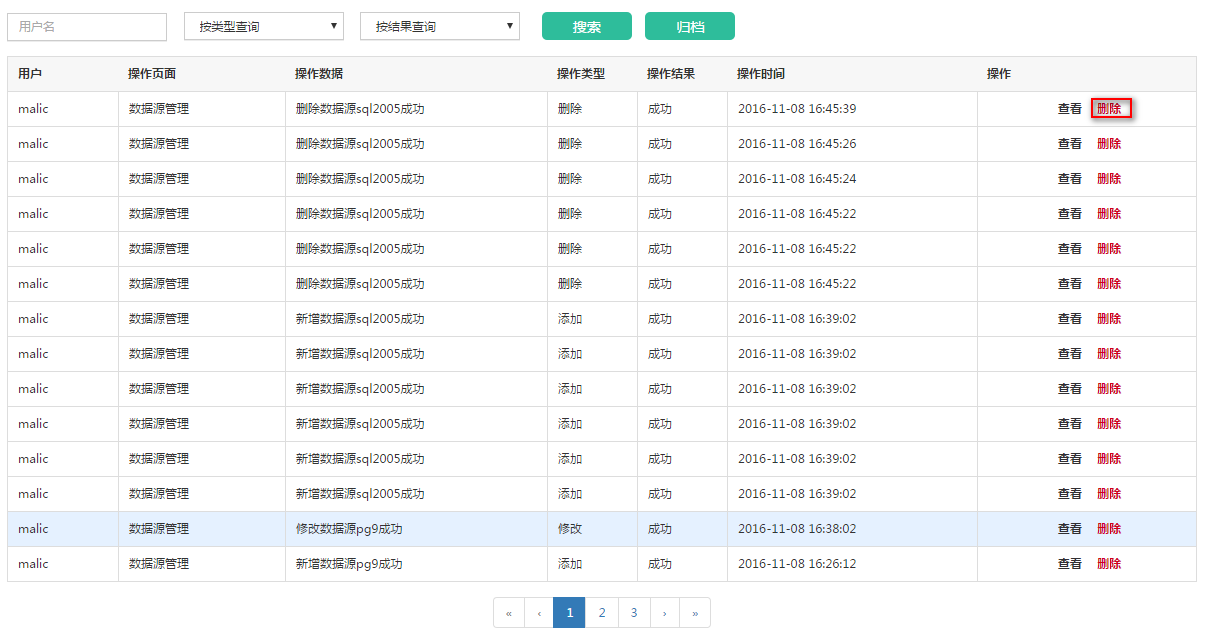 用户名 按类型查询 按结果查询 搜索 归档
用户 操作页面 操作数据 操作类型 操作结果 操作时间 操作
malic 数据源管理 删除数据源sql2005成功 删除 成功 2016-11-08 16:45:39 查看 删除
malic 数据源管理 删除数据源sql2005成功 删除 成功 2016-11-08 16:45:26 查看 删除
malic 数据源管理 删除数据源sql2005成功 删除 成功 2016-11-08 16:45:24 查看 删除
malic 数据源管理 删除数据源sql2005成功 删除 成功 2016-11-08 16:45:22 查看 删除
malic 数据源管理 删除数据源sql2005成功 删除 成功 2016-11-08 16:45:22 查看 删除
malic 数据源管理 删除数据源sql2005成功 删除 成功 2016-11-08 16:45:22 查看 删除
malic 数据源管理 新增数据源sql2005成功 添加 成功 2016-11-08 16:39:02 查看 删除
malic 数据源管理 新增数据源sql2005成功 添加 成功 2016-11-08 16:39:02 查看 删除
malic 数据源管理 新增数据源sql2005成功 添加 成功 2016-11-08 16:39:02 查看 删除
malic 数据源管理 新增数据源sql2005成功 添加 成功 2016-11-08 16:39:02 查看 删除
malic 数据源管理 新增数据源sql2005成功 添加 成功 2016-11-08 16:39:02 查看 删除
malic 数据源管理 新增数据源sql2005成功 添加 成功 2016-11-08 16:39:02 查看 删除
malic 数据源管理 修改数据源pg9成功 修改 成功 2016-11-08 16:38:02 查看 删除
malic 数据源管理 新增数据源pg9成功 添加 成功 2016-11-08 16:26:12 查看 删除
« ‹ 1 2 3 › »